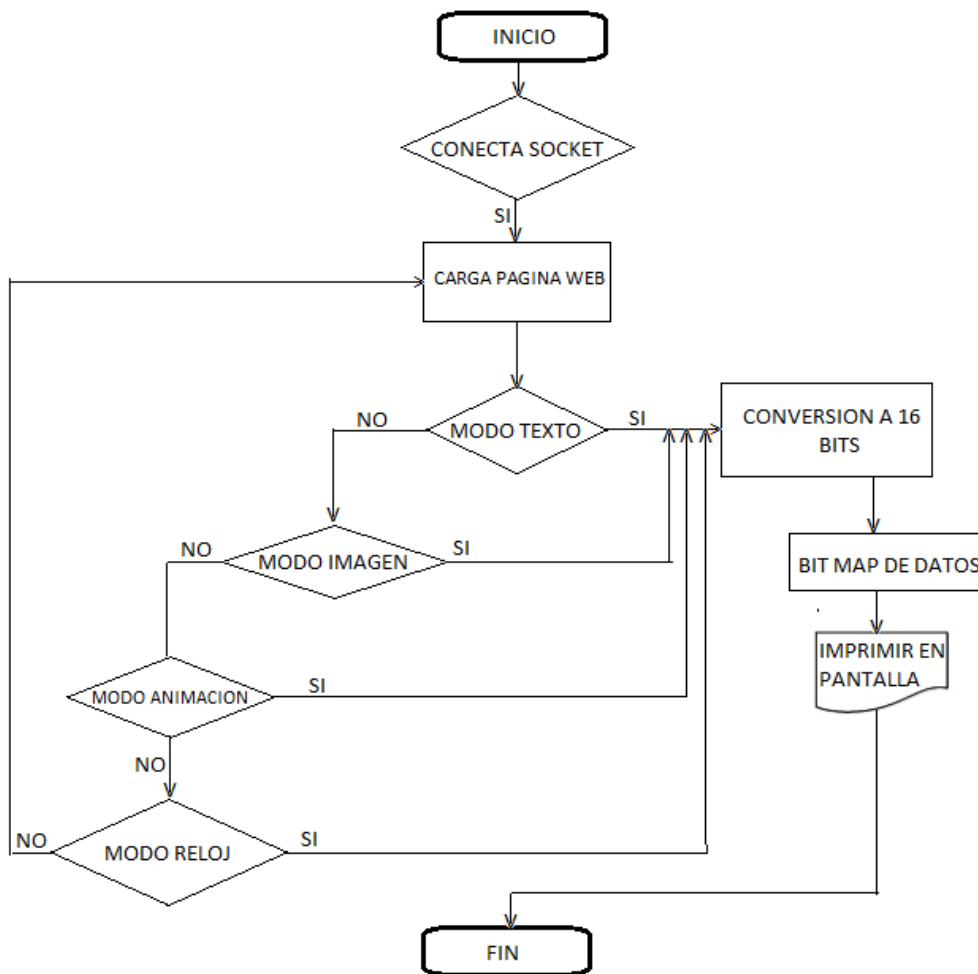 INICIO
CONECTA SOCKET
SI
CARGA PAGINA WEB
NO
MODO TEXTO
SI
CONVERSION A 16
BITS
NO
MODO IMAGEN
SI
BIT MAP DE DATOS
IMPRIMIR EN
PANTALLA
MODO ANIMACION
SI
NO
NO
MODO RELOJ
SI
FIN